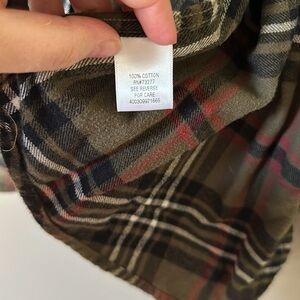 100% COTTON
RN#73277
SEE REVERSE
FOR CARE
400309971665